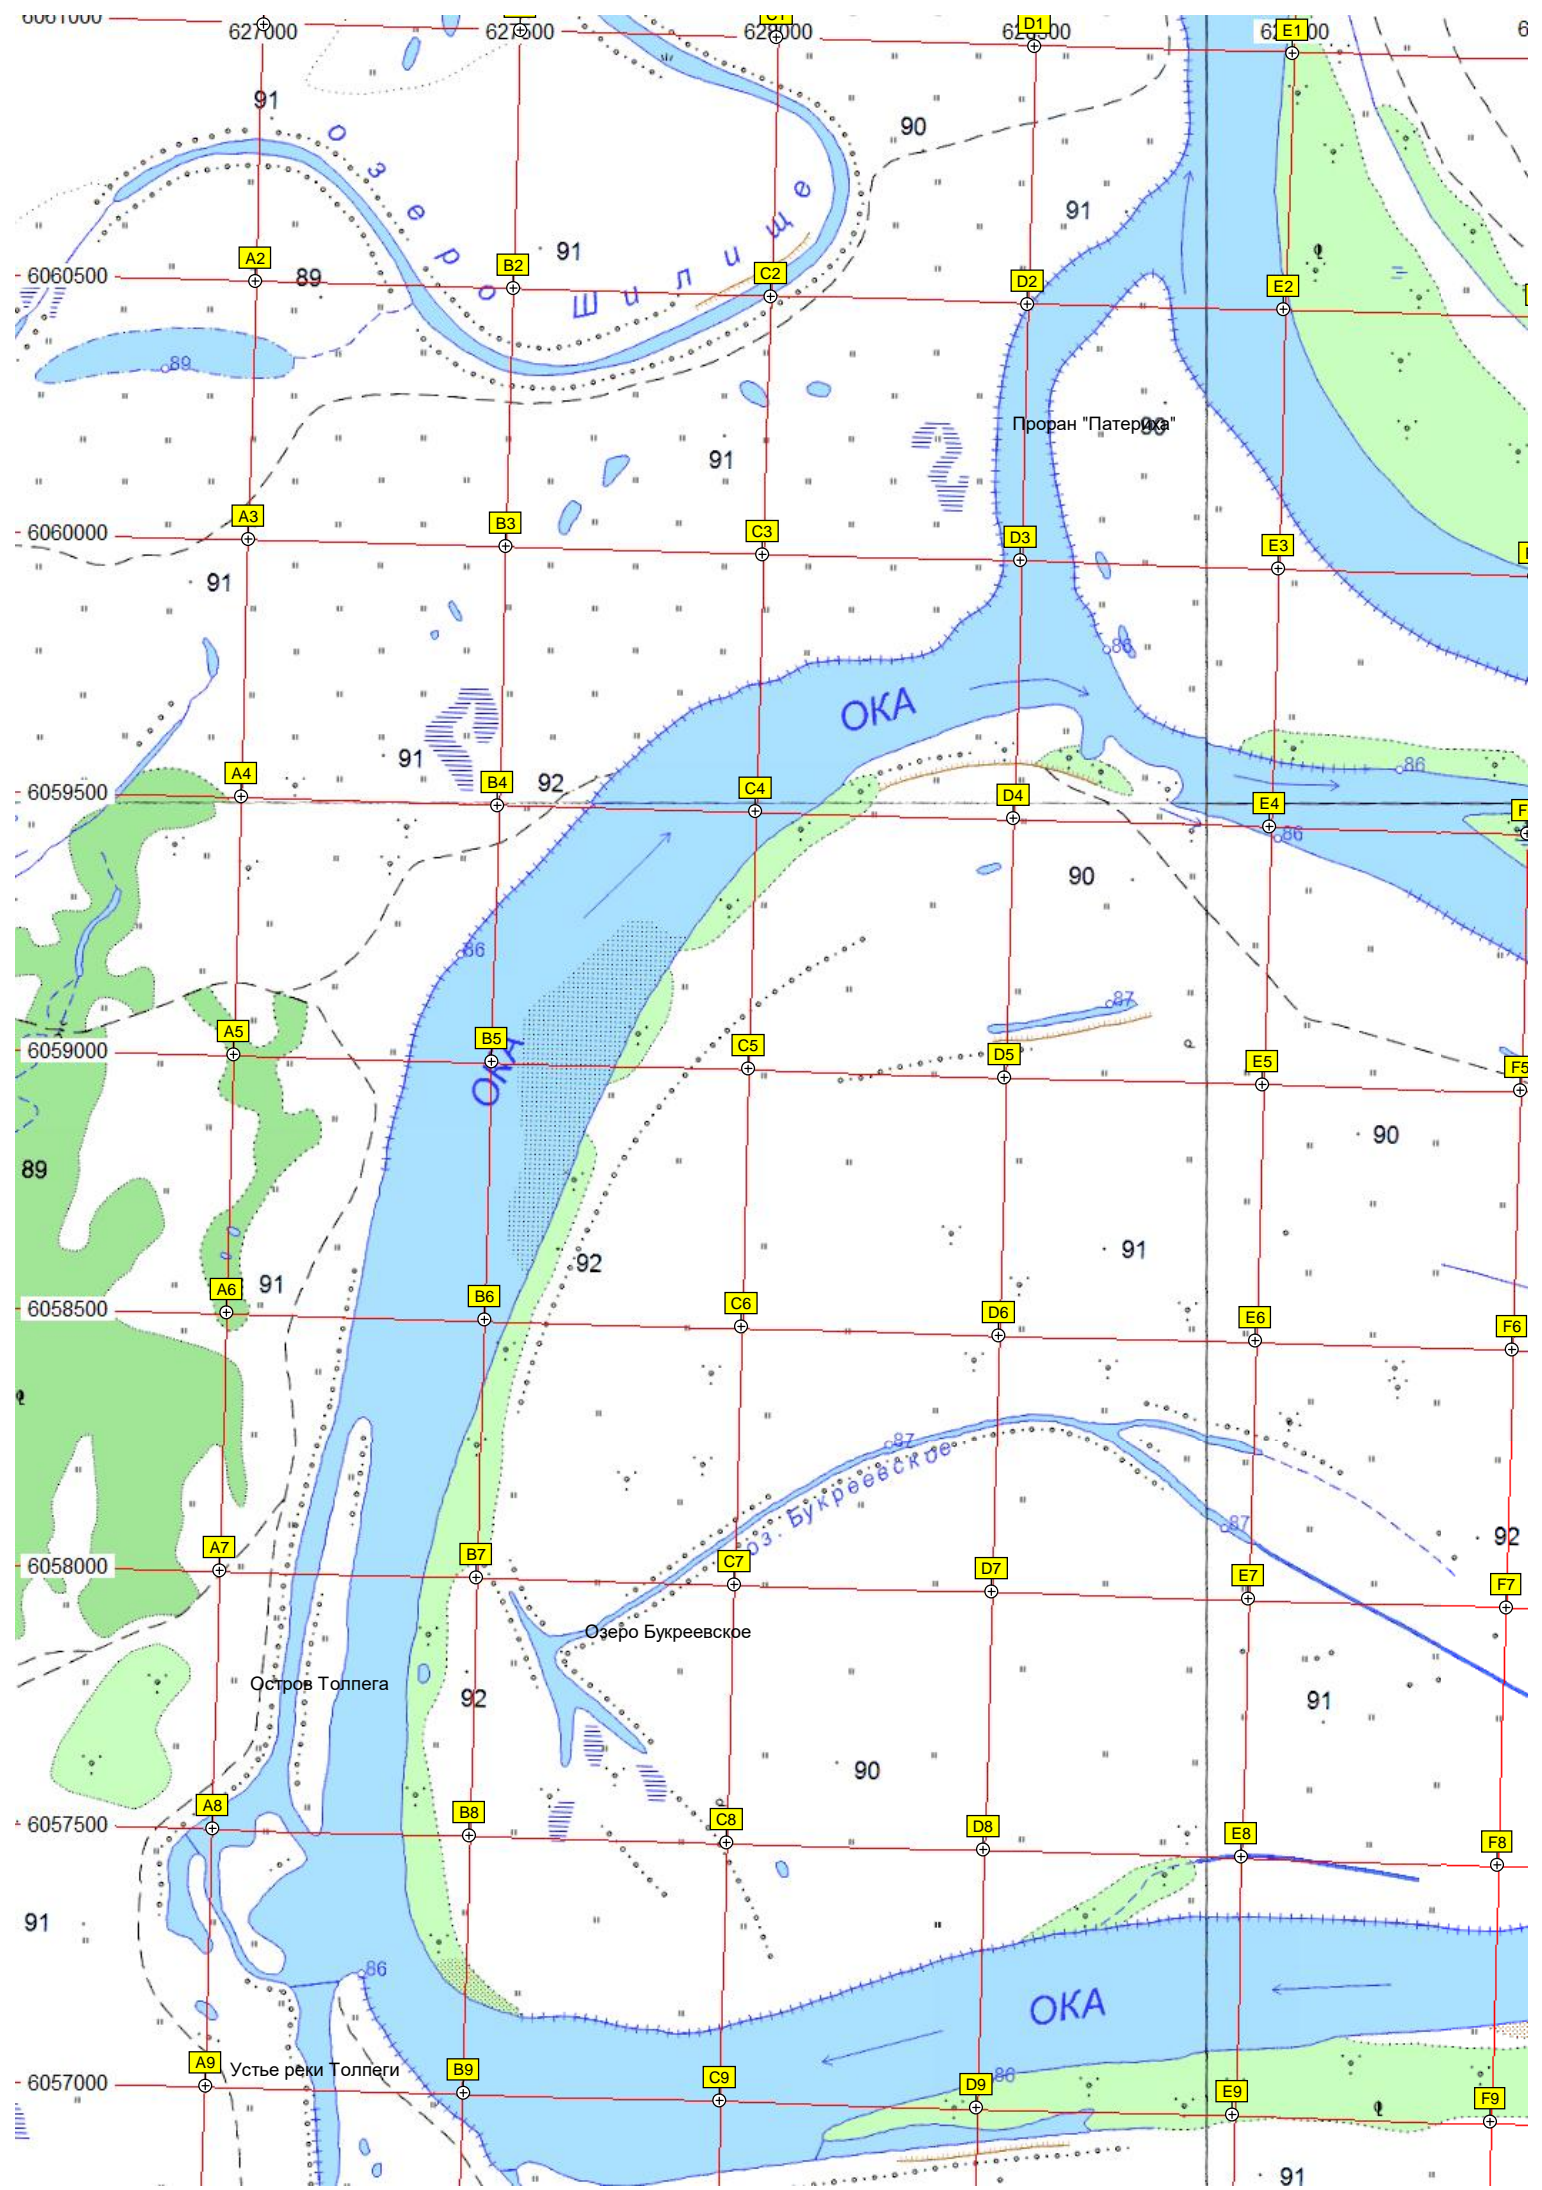 6061000
627000
D1
E1
91
90
озеро Шилище
91
91
A2
B2
C2
D2
E2
6060500
89
89
Проран "Патериха"
90
91
A3
B3
C3
D3
E3
6060000
91
86
ОКА
91
92
86
A4
B4
C4
D4
E4
F
6059500
86
90
86
87
A5
B5
C5
D5
E5
F5
6059000
ОКА
90
89
92
91
91
A6
B6
C6
D6
E6
F6
6058500
87
оз. Букреевское
87
92
A7
B7
C7
D7
E7
F7
6058000
Озеро Букреевское
Остров Толпега
92
91
90
A8
B8
C8
D8
E8
F8
6057500
91
86
ОКА
Устье реки Толпеги
A9
B9
C9
D9
E9
F9
6057000
86
91